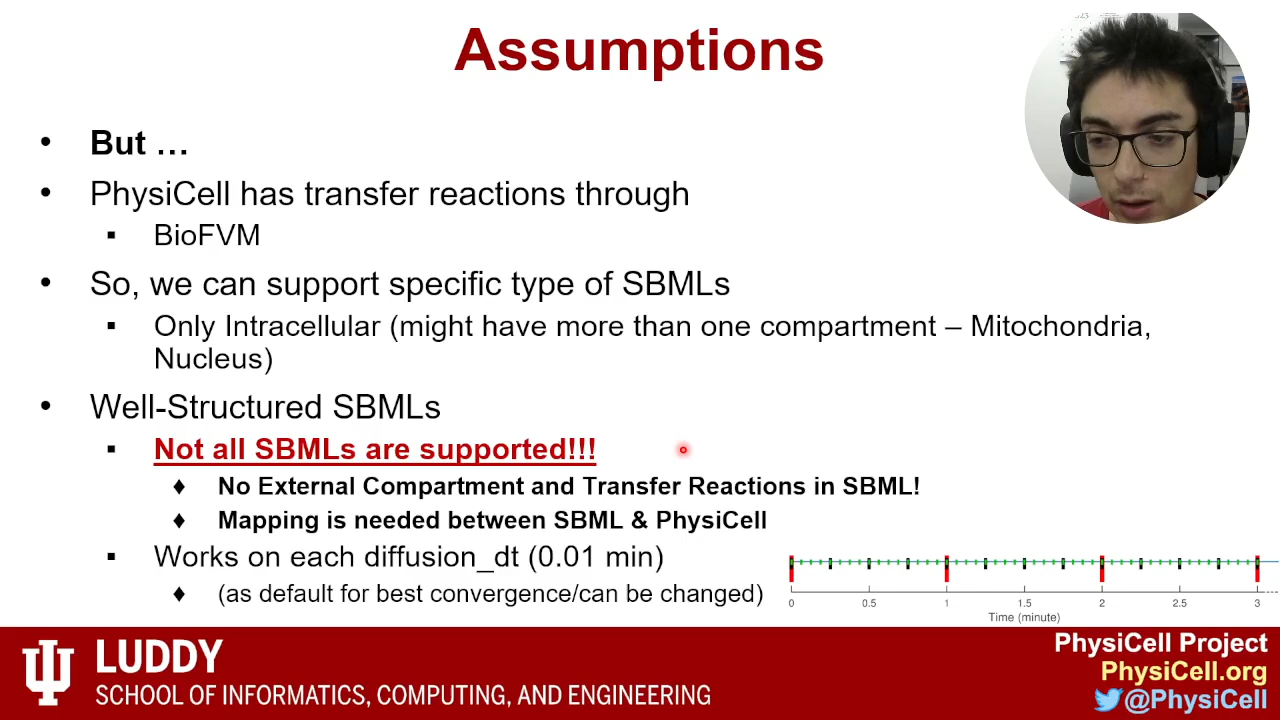 Assumptions
• But …
• PhysiCell has transfer reactions through
▪ BioFVM
• So, we can support specific type of SBMLs
▪ Only Intracellular (might have more than one compartment – Mitochondria,
Nucleus)
• Well-Structured SBMLs
▪ Not all SBMLs are supported!!!
♦ No External Compartment and Transfer Reactions in SBML!
♦ Mapping is needed between SBML & PhysiCell
▪ Works on each diffusion_dt (0.01 min)
♦ (as default for best convergence/can be changed)
0 0.5 1 1.5 2 2.5 3
Time (minute)
LUDDY
SCHOOL OF INFORMATICS, COMPUTING, AND ENGINEERING
PhysiCell Project
PhysiCell.org
@PhysiCell